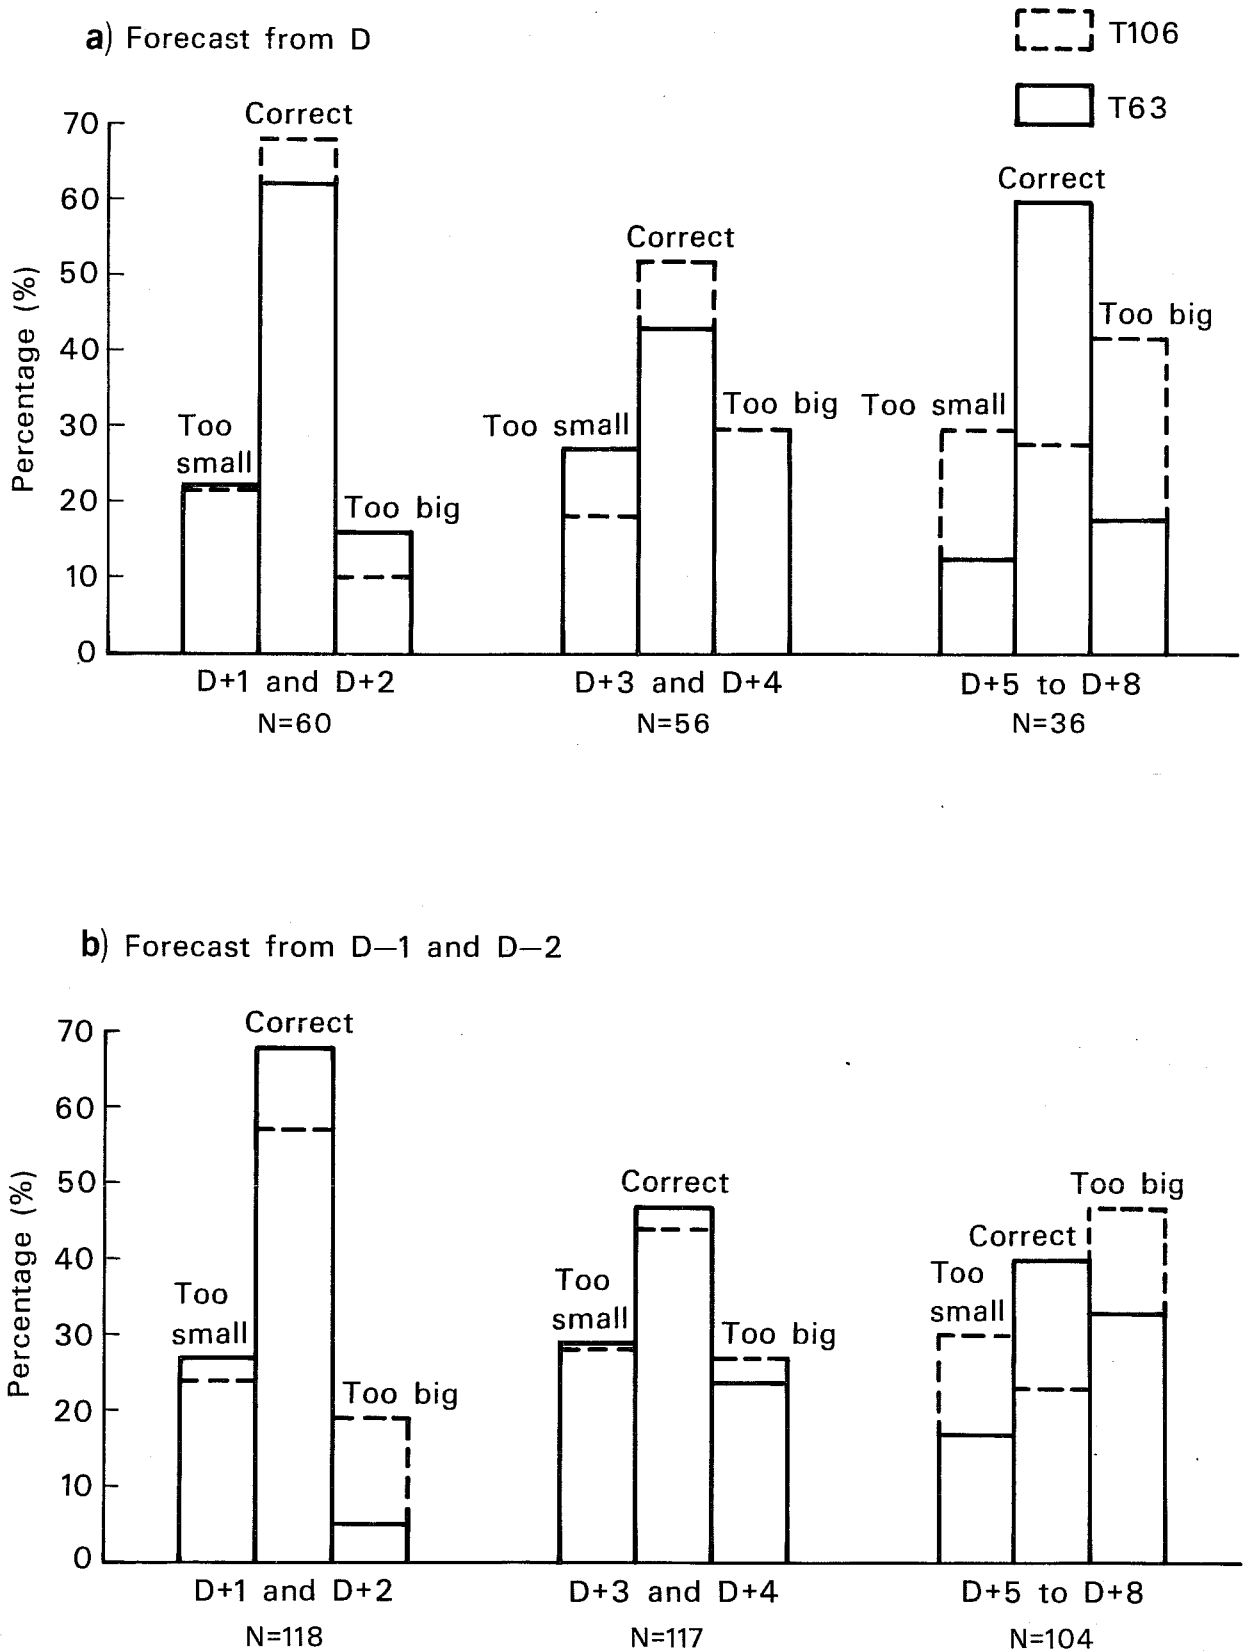 a) Forecast from D
T106
T63
Percentage (%)
70
60
50
40
30
20
10
0
Too
small
Correct
Too big
Too small
Correct
Too big
Too small
Correct
Too big
D+1 and D+2
D+3 and D+4
D+5 to D+8
N=60
N=56
N=36
b) Forecast from D–1 and D–2
Percentage (%)
70
60
50
40
30
20
10
0
Too
small
Correct
Too big
Too
small
Correct
Too big
Too
small
Correct
Too big
D+1 and D+2
D+3 and D+4
D+5 to D+8
N=118
N=117
N=104